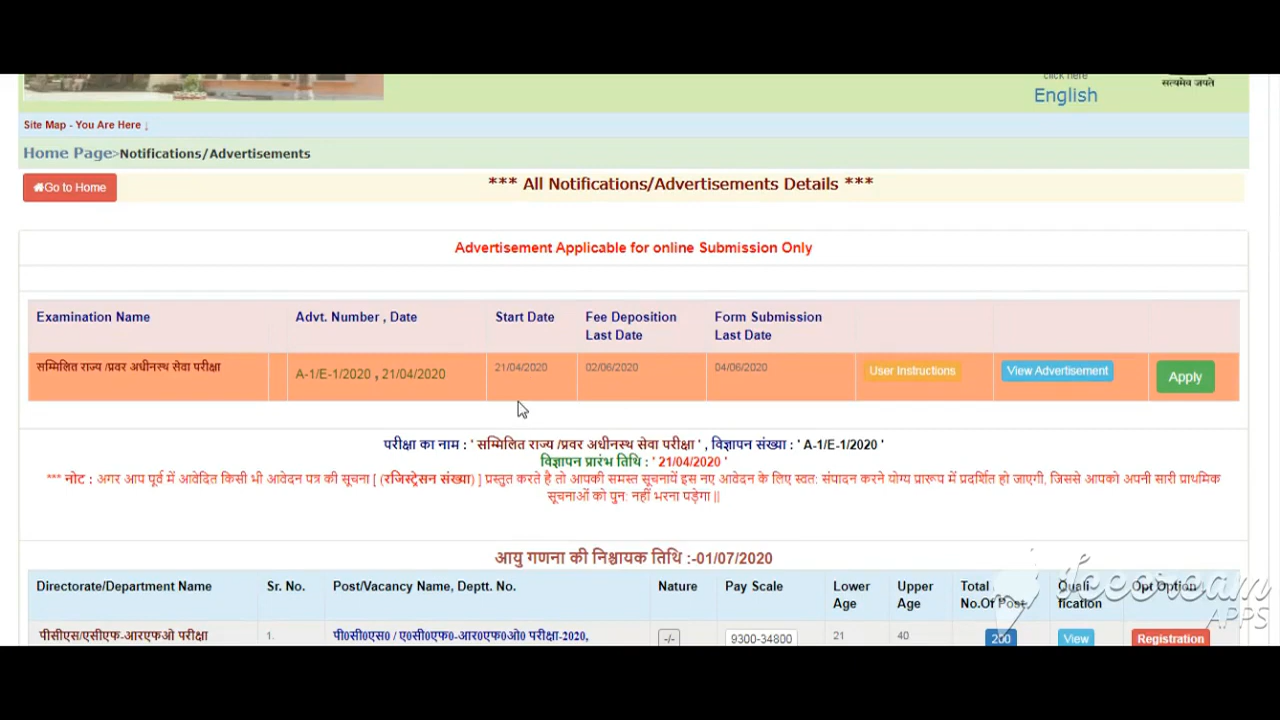 click here
सत्यमेव जयते
English
Site Map - You Are Here ↓
Home Page>Notifications/Advertisements
Go to Home
*** All Notifications/Advertisements Details ***
Advertisement Applicable for online Submission Only
Examination Name Advt. Number , Date Start Date Fee Deposition Last Date Form Submission Last Date
सम्मिलित राज्य /प्रवर अधीनस्थ सेवा परीक्षा A-1/E-1/2020 , 21/04/2020 21/04/2020 02/06/2020 04/06/2020 User Instructions View Advertisement Apply
परीक्षा का नाम : ' सम्मिलित राज्य /प्रवर अधीनस्थ सेवा परीक्षा ' , विज्ञापन संख्या : ' A-1/E-1/2020 '
विज्ञापन प्रारंभ तिथि : ' 21/04/2020 '
*** नोट : अगर आप पूर्व में आवेदित किसी भी आवेदन पत्र की सूचना [ (रजिस्ट्रेसन संख्या) ] प्रस्तुत करते है तो आपकी समस्त सूचनायें इस नए आवेदन के लिए स्वत: संपादन करने योग्य प्रारूप में प्रदर्शित हो जाएगी, जिससे आपको अपनी सारी प्राथमिक
सूचनाओं को पुनः नहीं भरना पड़ेगा ||
आयु गणना की निश्चायक तिथि :-01/07/2020
Directorate/Department Name Sr. No. Post/Vacancy Name, Deptt. No. Nature Pay Scale Lower Age Upper Age Total No.Of Post Quali-fication Opt Option
पीसीएस/एसीएफ-आरएफओ परीक्षा 1. पी0सी0एस0 / ए0सी0एफ0-आर0एफ0ओ0 परीक्षा-2020, -/- 9300-34800 21 40 200 View Registration
Icecream
APPS